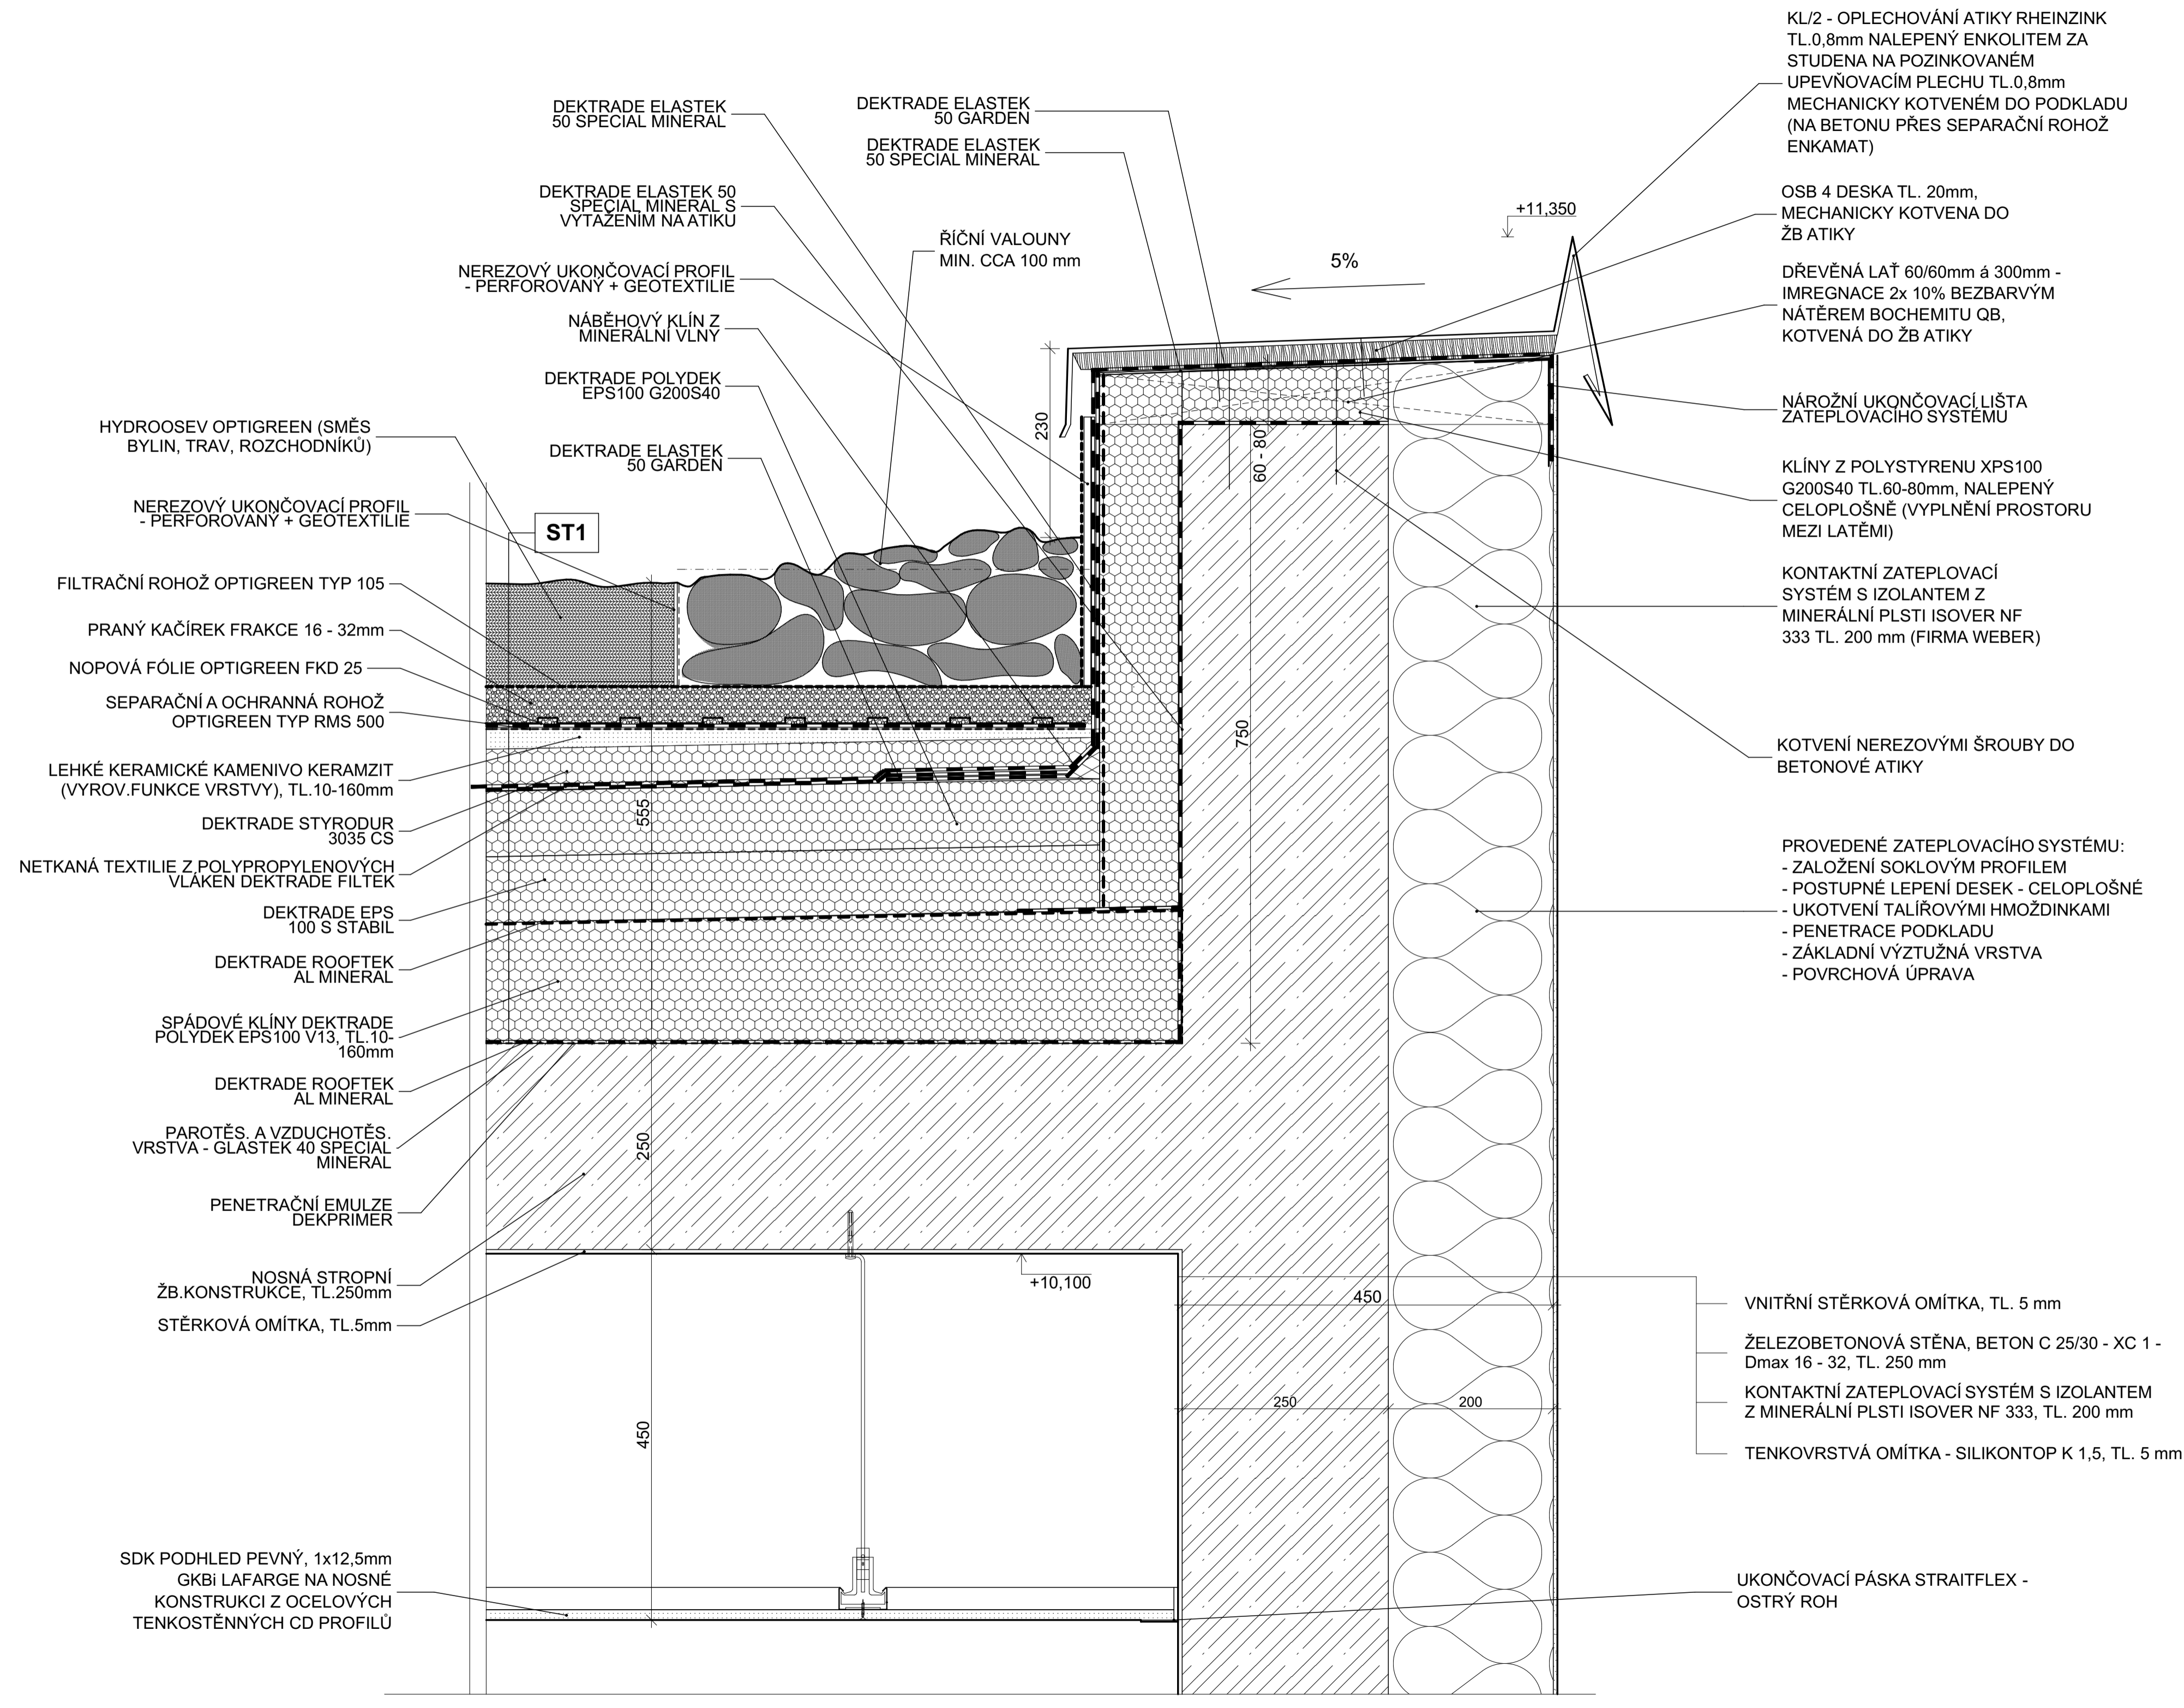 KL/2 - OPLECHOVÁNÍ ATIKY RHEINZINK
TL.0,8mm NALEPENÝ ENKOLITEM ZA
STUDENA NA POZINKOVANÉM
UPEVŇOVACÍM PLECHU TL.0,8mm
MECHANICKY KOTVENÉM DO PODKLADU
(NA BETONU PŘES SEPARAČNÍ ROHOŽ
ENKAMAT)
DEKTRADE ELASTEK
50 SPECIAL MINERAL
DEKTRADE ELASTEK
50 GARDEN
DEKTRADE ELASTEK
50 SPECIAL MINERAL
DEKTRADE ELASTEK 50
SPECIAL MINERAL S
VYTAŽENÍM NA ATIKU
OSB 4 DESKA TL. 20mm,
MECHANICKY KOTVENA DO
ŽB ATIKY
+11,350
ŘÍČNÍ VALOUNY
MIN. CCA 100 mm
5%
NEREZOVÝ UKONČOVACÍ PROFIL
- PERFOROVANÝ + GEOTEXTILIE
DŘEVĚNÁ LAŤ 60/60mm á 300mm -
IMREGNACE 2x 10% BEZBARVÝM
NÁTĚREM BOCHEMITU QB,
KOTVENÁ DO ŽB ATIKY
NÁBĚHOVÝ KLÍN Z
MINERÁLNÍ VLNY
DEKTRADE POLYDEK
EPS100 G200S40
NÁROŽNÍ UKONČOVACÍ LIŠTA
ZATEPLOVACÍHO SYSTÉMU
230
60 - 80
HYDROOSEV OPTIGREEN (SMĚS
BYLIN, TRAV, ROZCHODNÍKŮ)
DEKTRADE ELASTEK
50 GARDEN
KLÍNY Z POLYSTYRENU XPS100
G200S40 TL.60-80mm, NALEPENÝ
CELOPLOŠNĚ (VYPLNĚNÍ PROSTORU
MEZI LATĚMI)
NEREZOVÝ UKONČOVACÍ PROFIL
- PERFOROVANÝ + GEOTEXTILIE
ST1
FILTRAČNÍ ROHOŽ OPTIGREEN TYP 105
KONTAKTNÍ ZATEPLOVACÍ
SYSTÉM S IZOLANTEM Z
MINERÁLNÍ PLSTI ISOVER NF
333 TL. 200 mm (FIRMA WEBER)
PRANÝ KAČÍREK FRAKCE 16 - 32mm
NOPOVÁ FÓLIE OPTIGREEN FKD 25
SEPARAČNÍ A OCHRANNÁ ROHOŽ
OPTIGREEN TYP RMS 500
750
KOTVENÍ NEREZOVÝMI ŠROUBY DO
BETONOVÉ ATIKY
LEHKÉ KERAMICKÉ KAMENIVO KERAMZIT
(VYROV.FUNKCE VRSTVY), TL.10-160mm
555
DEKTRADE STYRODUR
3035 CS
NETKANÁ TEXTILIE Z POLYPROPYLENOVÝCH
VLÁKEN DEKTRADE FILTEK
PROVEDENÉ ZATEPLOVACÍHO SYSTÉMU:
- ZALOŽENÍ SOKLOVÝM PROFILEM
- POSTUPNÉ LEPENÍ DESEK - CELOPLOŠNÉ
- UKOTVENÍ TALÍŘOVÝMI HMOŽDINKAMI
- PENETRACE PODKLADU
- ZÁKLADNÍ VÝZTUŽNÁ VRSTVA
- POVRCHOVÁ ÚPRAVA
DEKTRADE EPS
100 S STABIL
DEKTRADE ROOFTEK
AL MINERAL
SPÁDOVÉ KLÍNY DEKTRADE
POLYDEK EPS100 V13, TL.10-
160mm
DEKTRADE ROOFTEK
AL MINERAL
PAROTĚS. A VZDUCHOTĚS.
VRSTVA - GLASTEK 40 SPECIAL
MINERAL
250
PENETRAČNÍ EMULZE
DEKPRIMER
NOSNÁ STROPNÍ
ŽB.KONSTRUKCE, TL.250mm
STĚRKOVÁ OMÍTKA, TL.5mm
+10,100
450
VNITŘNÍ STĚRKOVÁ OMÍTKA, TL. 5 mm
ŽELEZOBETONOVÁ STĚNA, BETON C 25/30 - XC 1 -
Dmax 16 - 32, TL. 250 mm
KONTAKTNÍ ZATEPLOVACÍ SYSTÉM S IZOLANTEM
Z MINERÁLNÍ PLSTI ISOVER NF 333, TL. 200 mm
250
200
450
TENKOVRSTVÁ OMÍTKA - SILIKONTOP K 1,5, TL. 5 mm
SDK PODHLED PEVNÝ, 1x12,5mm
GKBi LAFARGE NA NOSNÉ
KONSTRUKCI Z OCELOVÝCH
TENKOSTĚNNÝCH CD PROFILŮ
UKONČOVACÍ PÁSKA STRAITFLEX -
OSTRÝ ROH